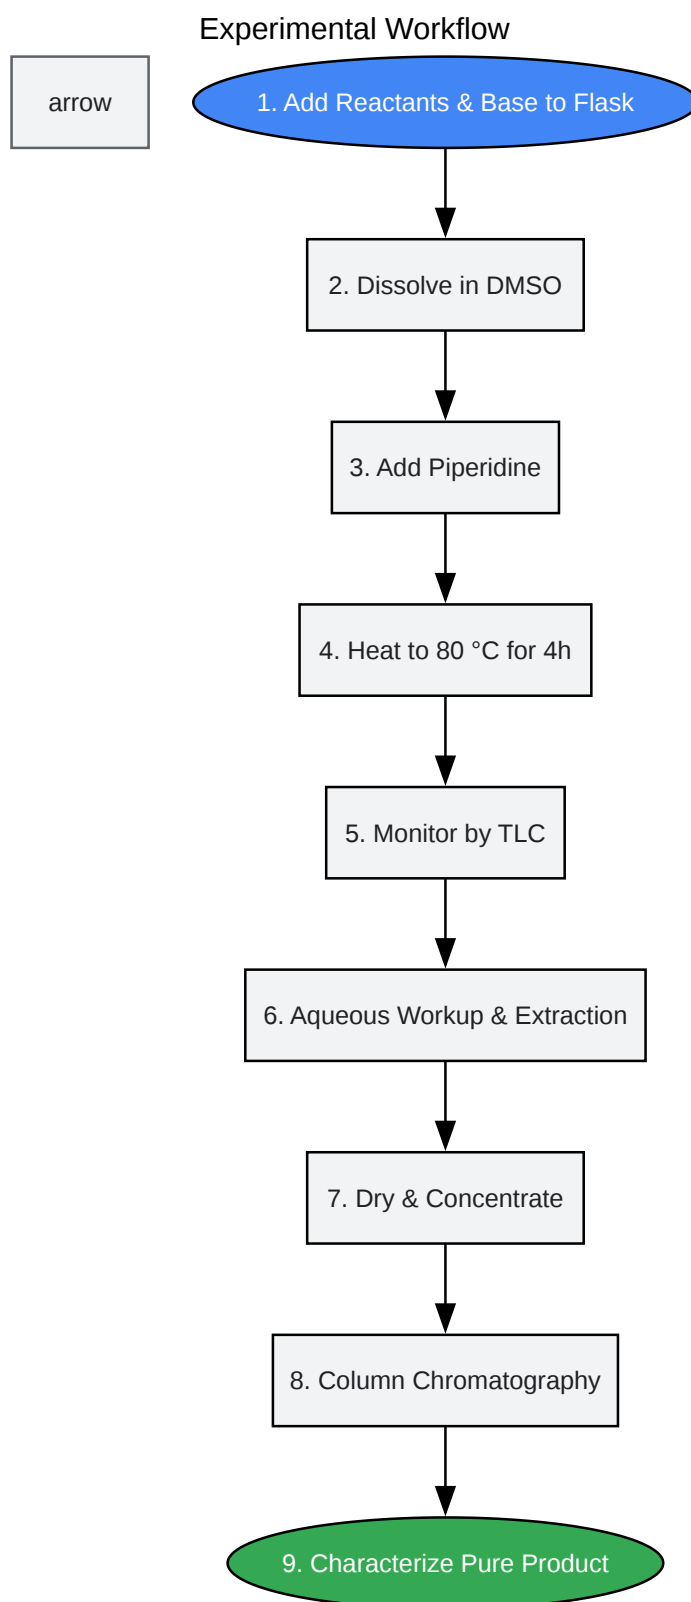 Experimental Workflow
arrow
1. Add Reactants & Base to Flask
2. Dissolve in DMSO
3. Add Piperidine
4. Heat to 80 °C for 4h
5. Monitor by TLC
6. Aqueous Workup & Extraction
7. Dry & Concentrate
8. Column Chromatography
9. Characterize Pure Product